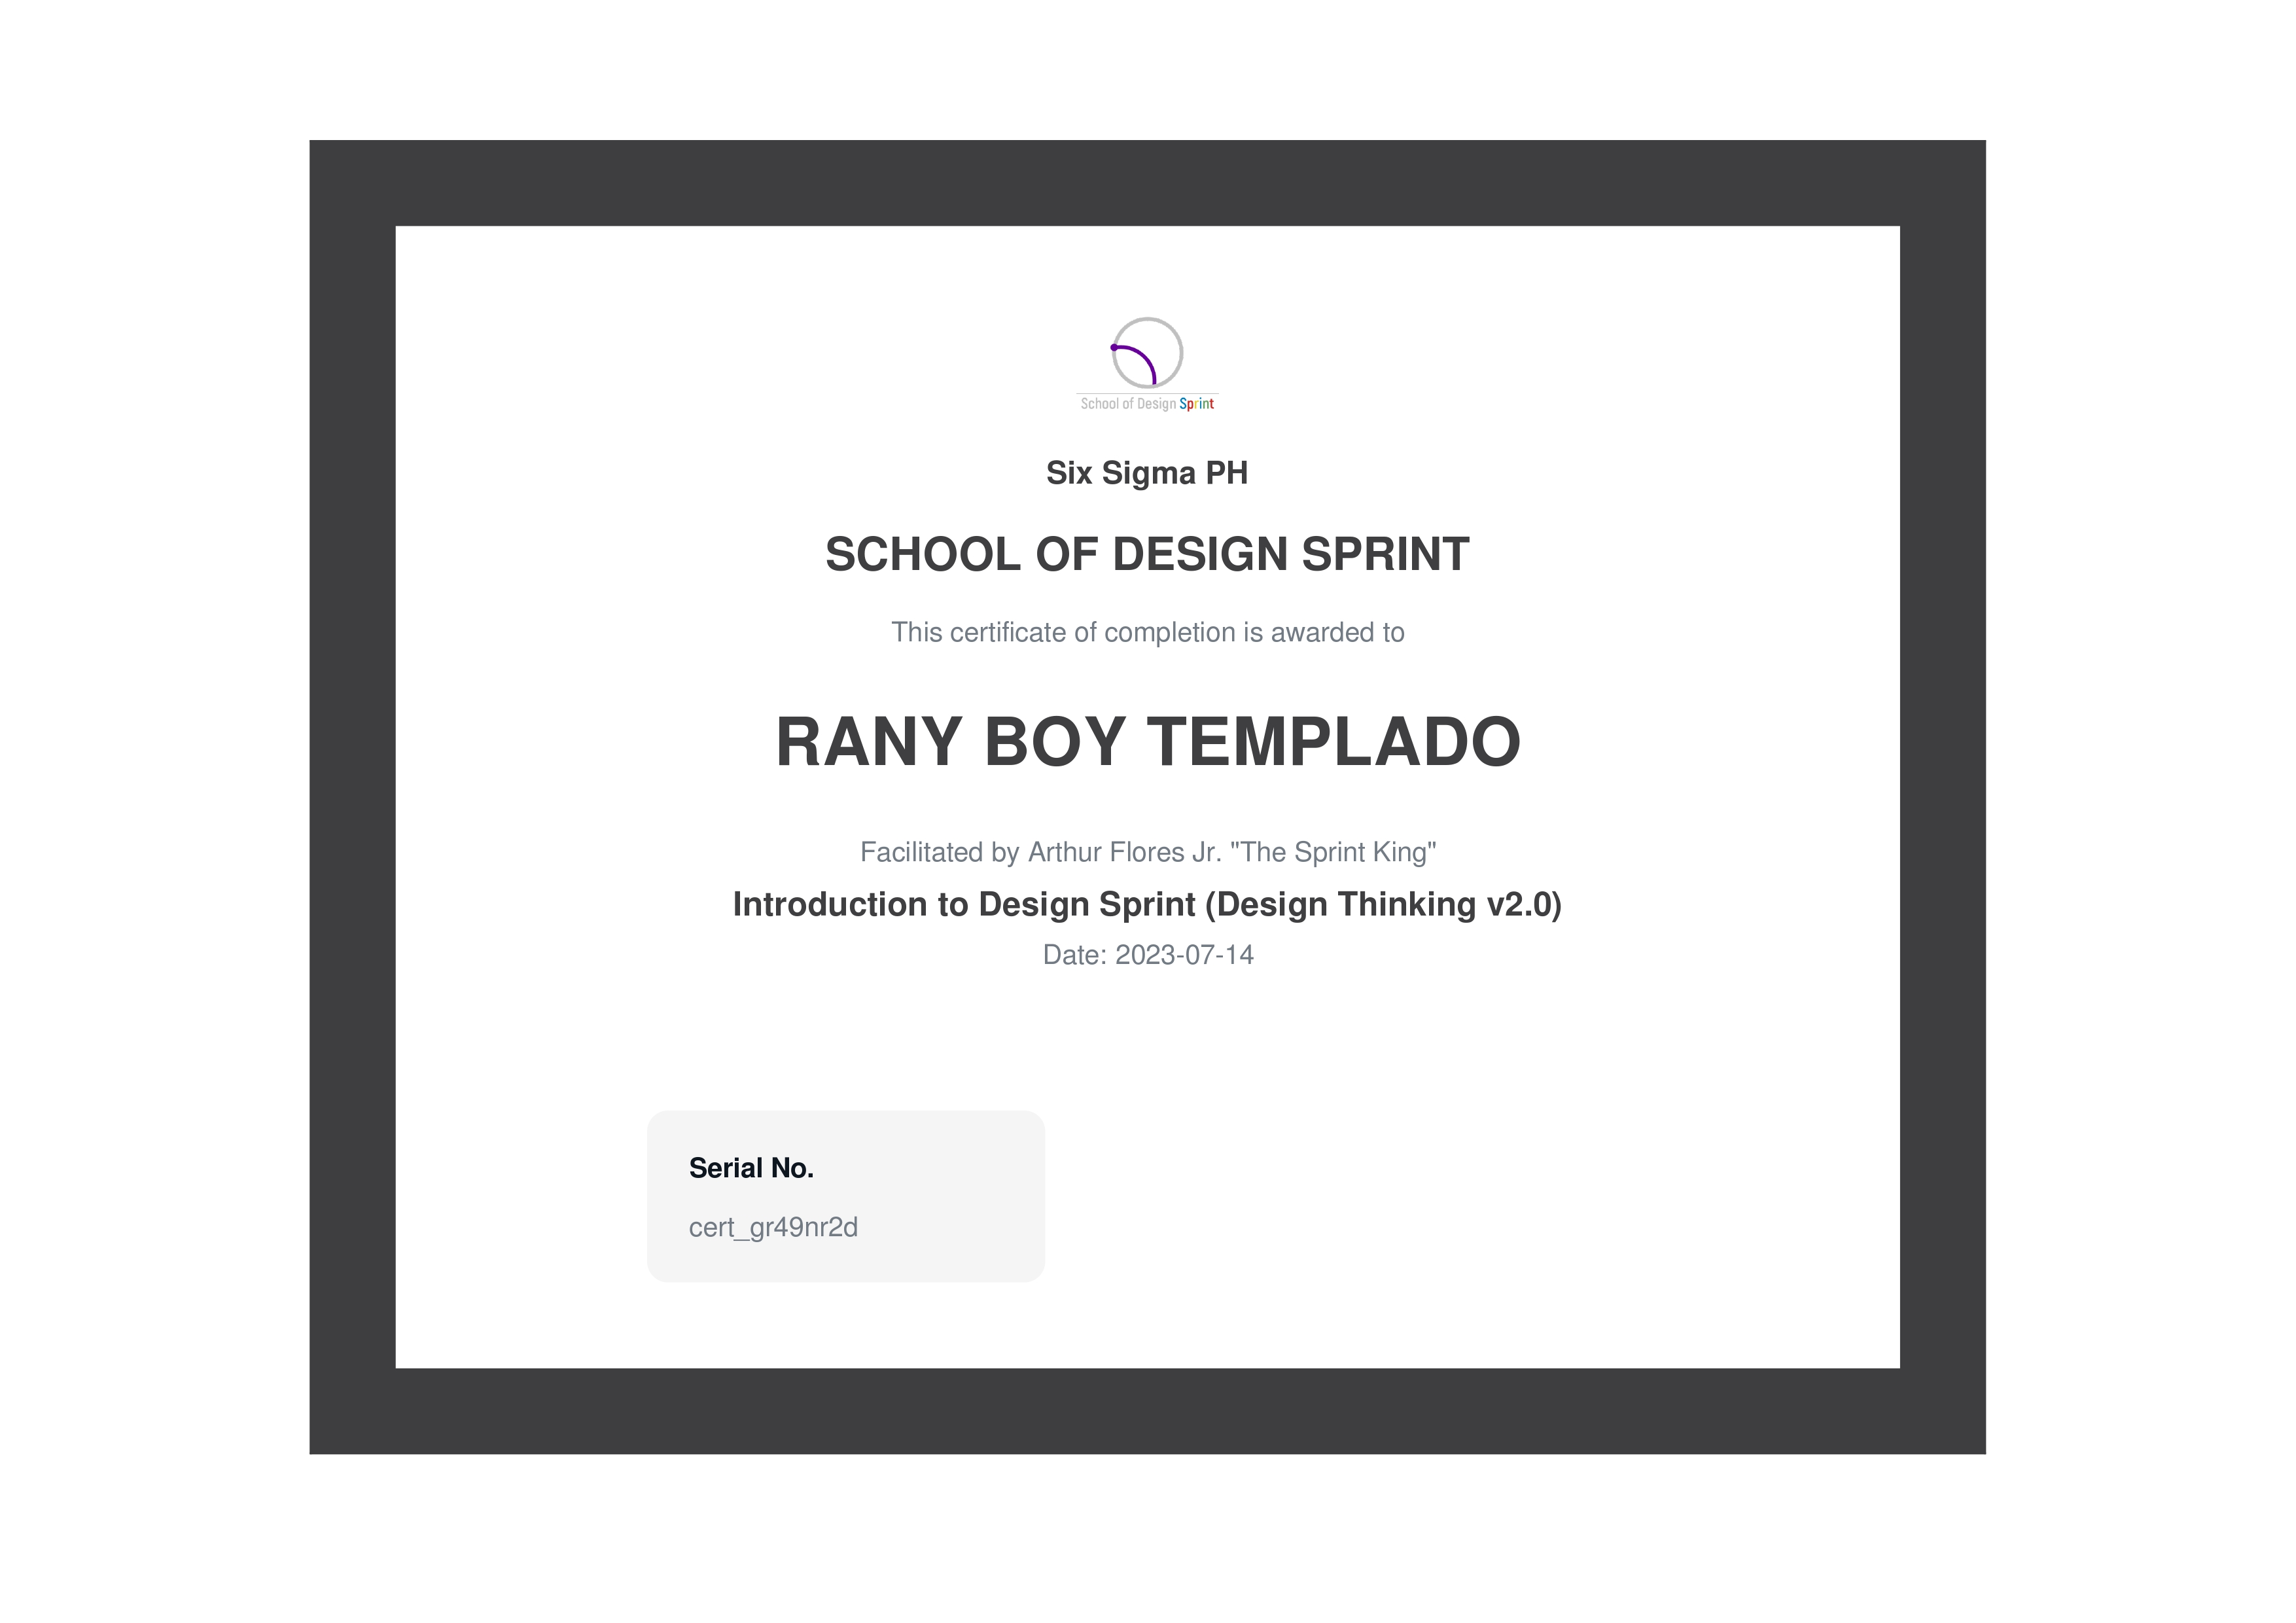 School of Design Sprint
Six Sigma PH
SCHOOL OF DESIGN SPRINT
This certificate of completion is awarded to
RANY BOY TEMPLADO
Facilitated by Arthur Flores Jr. "The Sprint King"
Introduction to Design Sprint (Design Thinking v2.0)
Date: 2023-07-14
Serial No.
cert_gr49nr2d